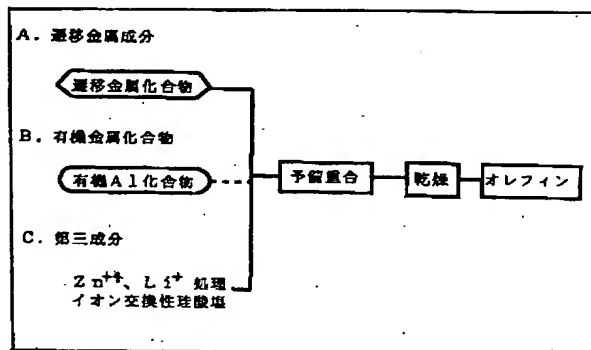 A. 遷移金属成分
遷移金属化合物
B. 有機金属化合物
有機Al化合物
予備重合
乾燥
オレフィン
C. 第三成分
Zn⁺⁺、Li⁺ 処理
イオン交換性珪酸塩